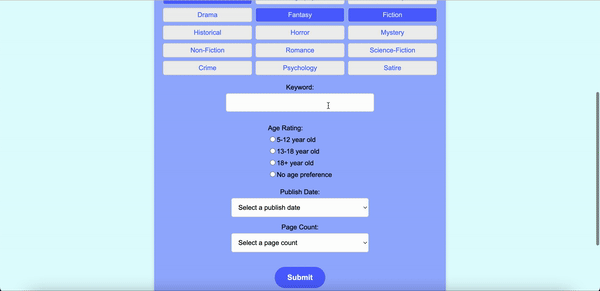 Drama Fantasy Fiction
Historical Horror Mystery
Non-Fiction Romance Science-Fiction
Crime Psychology Satire
Keyword:
Age Rating:
5-12 year old
13-18 year old
18+ year old
No age preference
Publish Date:
Select a publish date
Page Count:
Select a page count
Submit